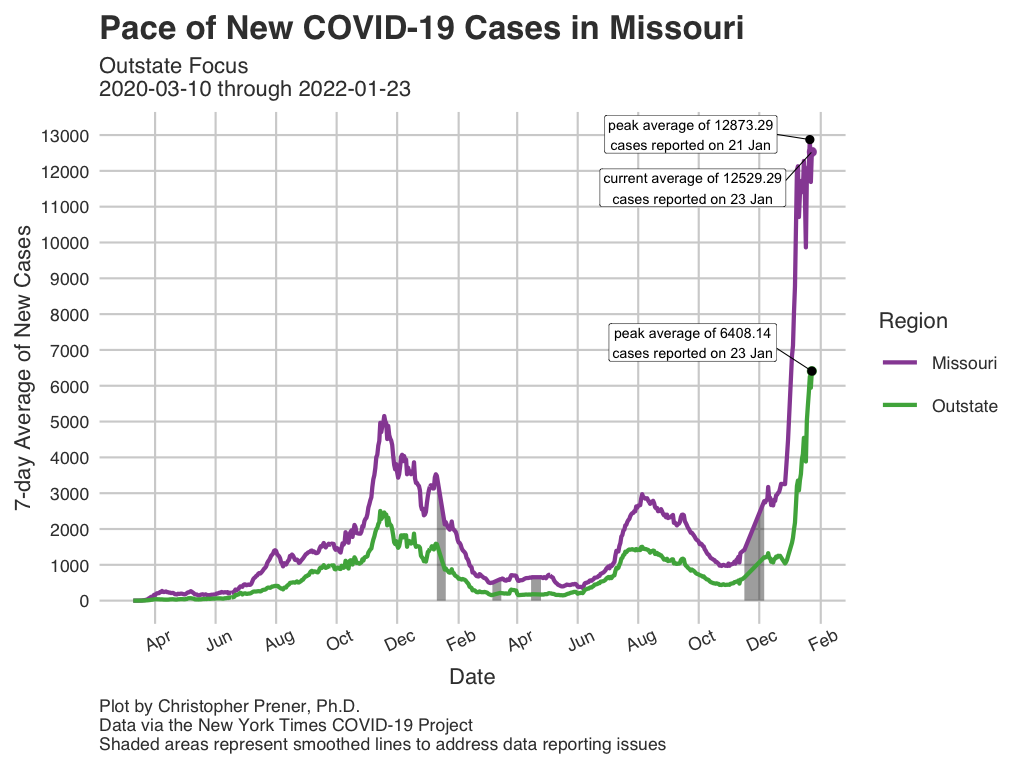 Pace of New COVID-19 Cases in Missouri
Outstate Focus
2020-03-10 through 2022-01-23
7-day Average of New Cases
13000
12000
11000
10000
9000
8000
7000
6000
5000
4000
3000
2000
1000
0
peak average of 12873.29
cases reported on 21 Jan
current average of 12529.29
cases reported on 23 Jan
peak average of 6408.14
cases reported on 23 Jan
Region
Missouri
Outstate
Apr
Jun
Aug
Oct
Dec
Feb
Apr
Jun
Aug
Oct
Dec
Feb
Date
Plot by Christopher Prener, Ph.D.
Data via the New York Times COVID-19 Project
Shaded areas represent smoothed lines to address data reporting issues